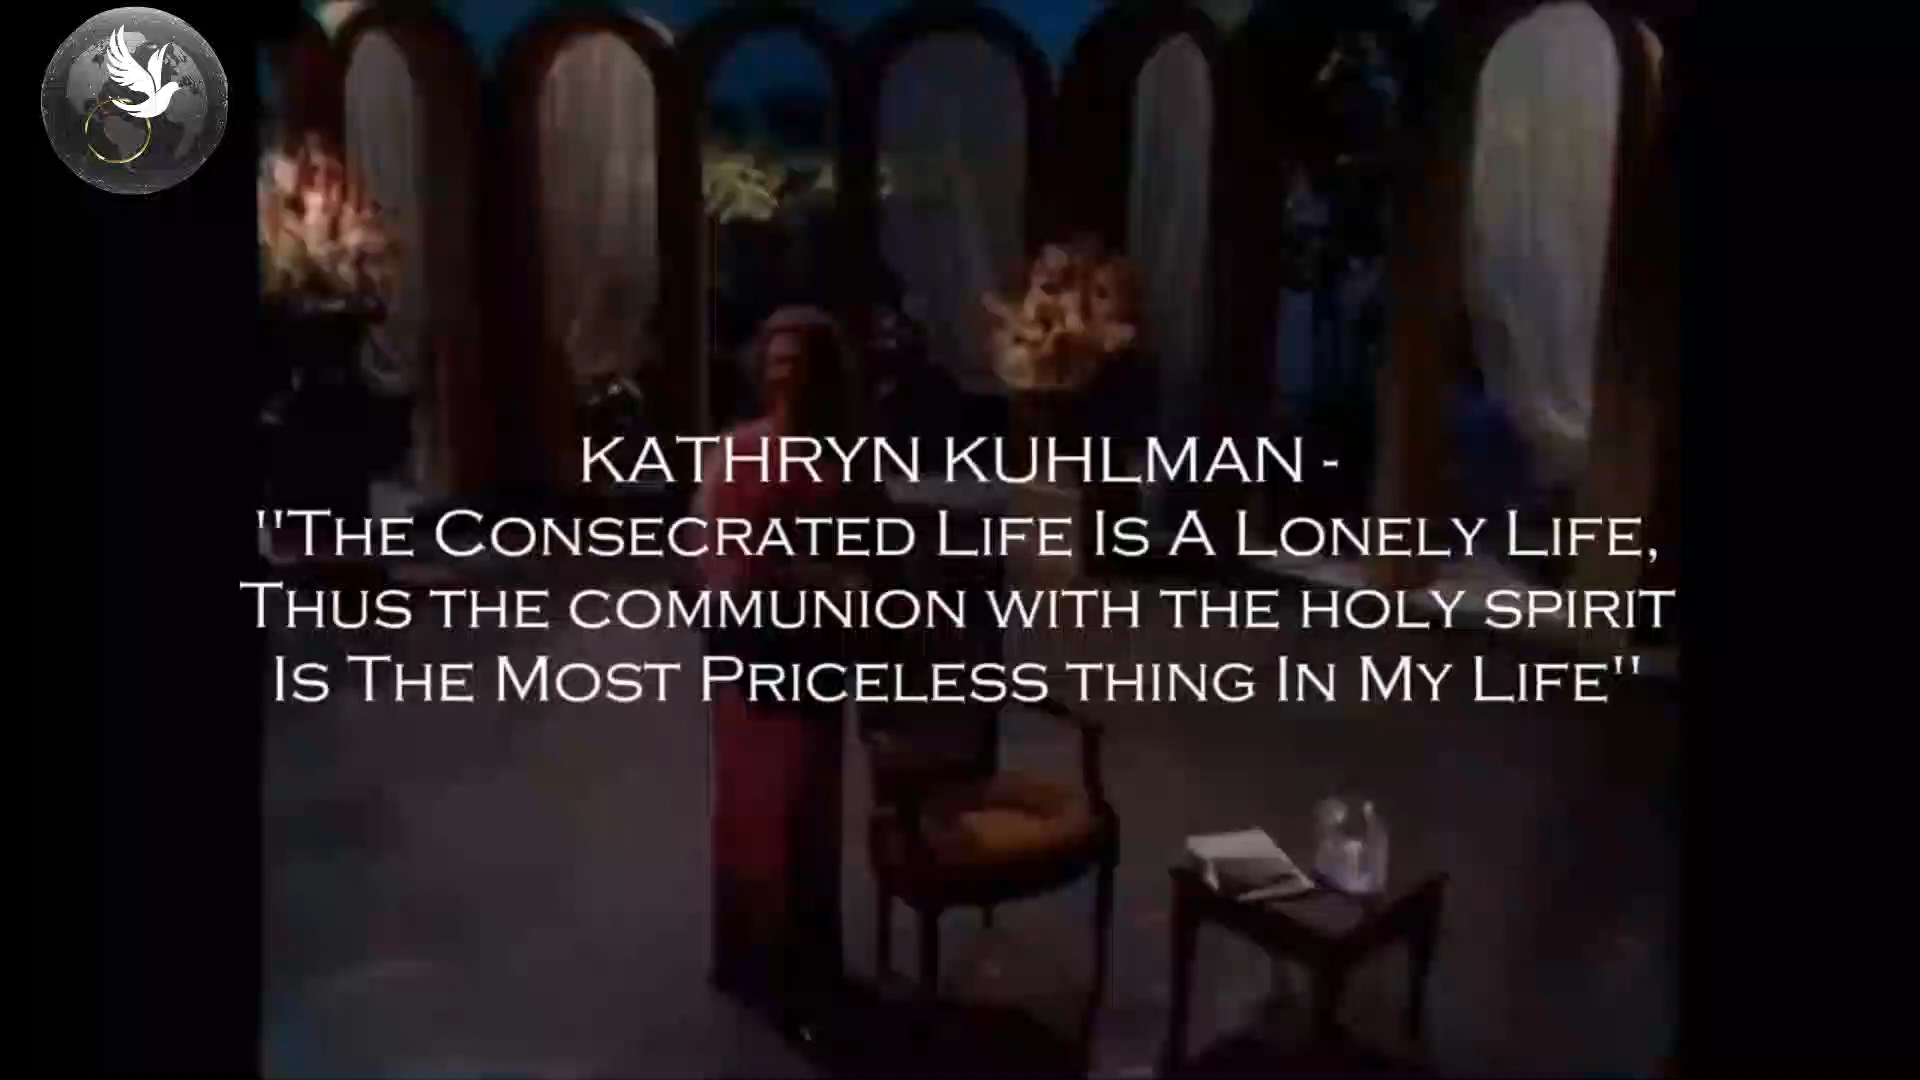 KATHRYN KUHLMAN -
"THE CONSECRATED LIFE IS A LONELY LIFE,
THUS THE COMMUNION WITH THE HOLY SPIRIT
IS THE MOST PRICELESS THING IN MY LIFE"